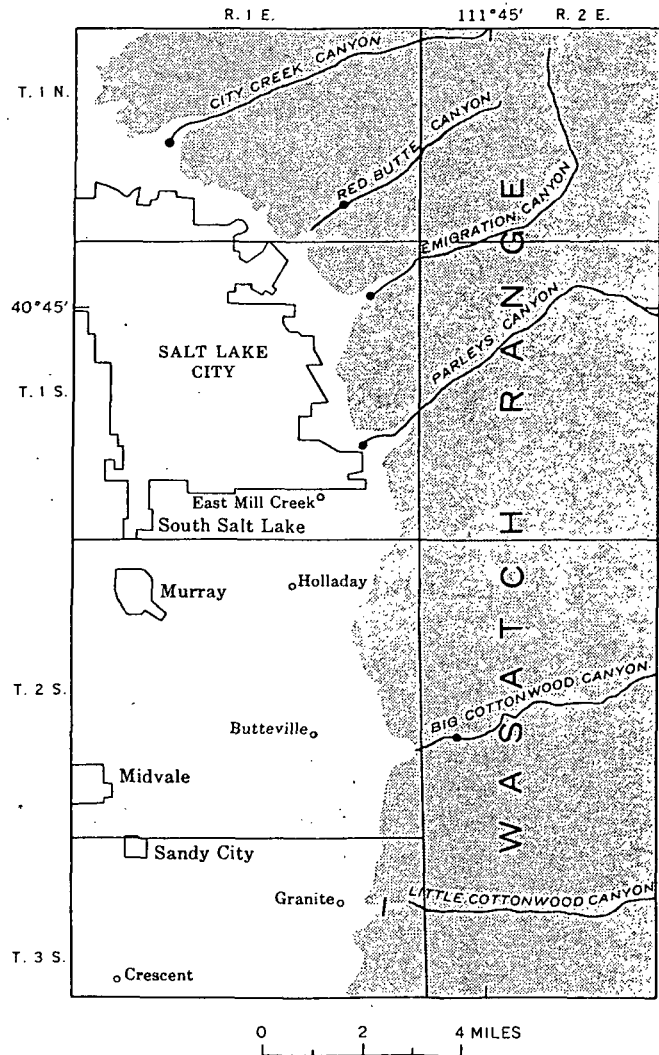 R. 1 E.
111°45'
R. 2 E.
T. 1 N.
CITY CREEK CANYON
RED BUTTE CANYON
EMIGRATION CANYON
40°45'
PARLEYS CANYON
SALT LAKE
CITY
T. 1 S.
WASATCH RANGE
East Mill Creek
South Salt Lake
Holladay
Murray
T. 2 S.
BIG COTTONWOOD CANYON
Butteville
Midvale
Sandy City
LITTLE COTTONWOOD CANYON
Granite
T. 3 S.
Crescent
0 2 4 MILES